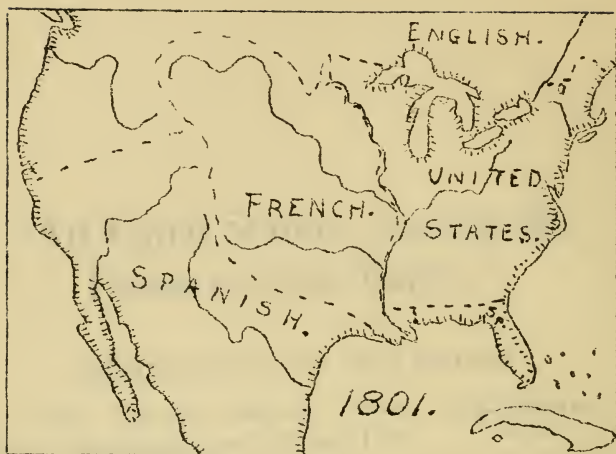 ENGLISH.
UNITED
STATES.
FRENCH.
SPANISH.
1801.